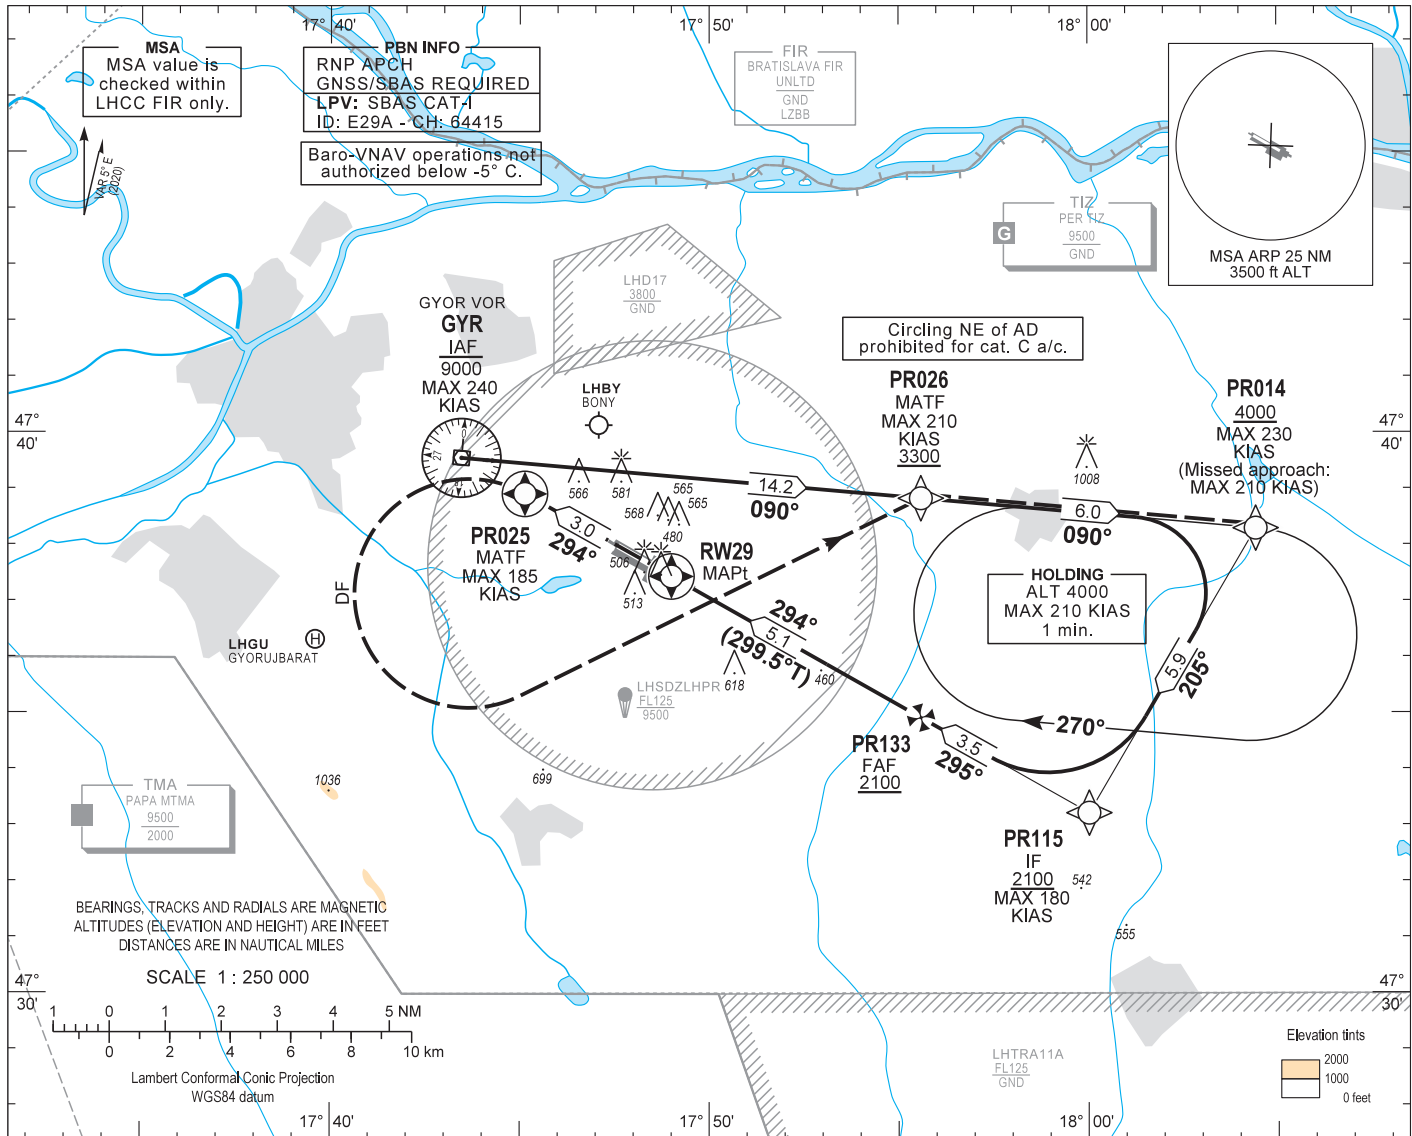 17° 40'
17° 50'
18° 00'
MSA
MSA value is
checked within
LHCC FIR only.
VAR 5° E
(2020)
PBN INFO
RNP APCH
GNSS/SBAS REQUIRED
LPV: SBAS CAT-I
ID: E29A - CH: 64415
Baro-VNAV operations not
authorized below -5° C.
FIR
BRATISLAVA FIR
UNLTD
GND
LZBB
TIZ
PER TIZ
9500
GND
G
MSA ARP 25 NM
3500 ft ALT
LHD17
3800
GND
GYOR VOR
GYR
IAF
9000
MAX 240
KIAS
LHBY
BONY
Circling NE of AD
prohibited for cat. C a/c.
PR026
MATF
MAX 210
KIAS
3300
PR014
4000
MAX 230
KIAS
(Missed approach:
MAX 210 KIAS)
47°
40'
47°
40'
0
27
18
566
581
565
565
568
480
506
513
1008
14.2
090°
6.0
090°
PR025
MATF
MAX 185
KIAS
3.0
294°
RW29
MAPt
DF
HOLDING
ALT 4000
MAX 210 KIAS
1 min.
294°
5.1
(299.5°T)
618
460
LHGU
GYORUJBARAT
H
LHSDZLHPR
FL125
9500
5.9
205°
270°
PR133
FAF
2100
3.5
295°
1036
699
TMA
PAPA MTMA
9500
2000
PR115
IF
2100
MAX 180
KIAS
542
555
BEARINGS, TRACKS AND RADIALS ARE MAGNETIC
ALTITUDES (ELEVATION AND HEIGHT) ARE IN FEET
DISTANCES ARE IN NAUTICAL MILES
SCALE 1 : 250 000
47°
30'
47°
30'
1 0 1 2 3 4 5 NM
0 2 4 6 8 10 km
Lambert Conformal Conic Projection
WGS84 datum
LHTRA11A
FL125
GND
Elevation tints
2000
1000
0 feet
17° 40'
17° 50'
18° 00'